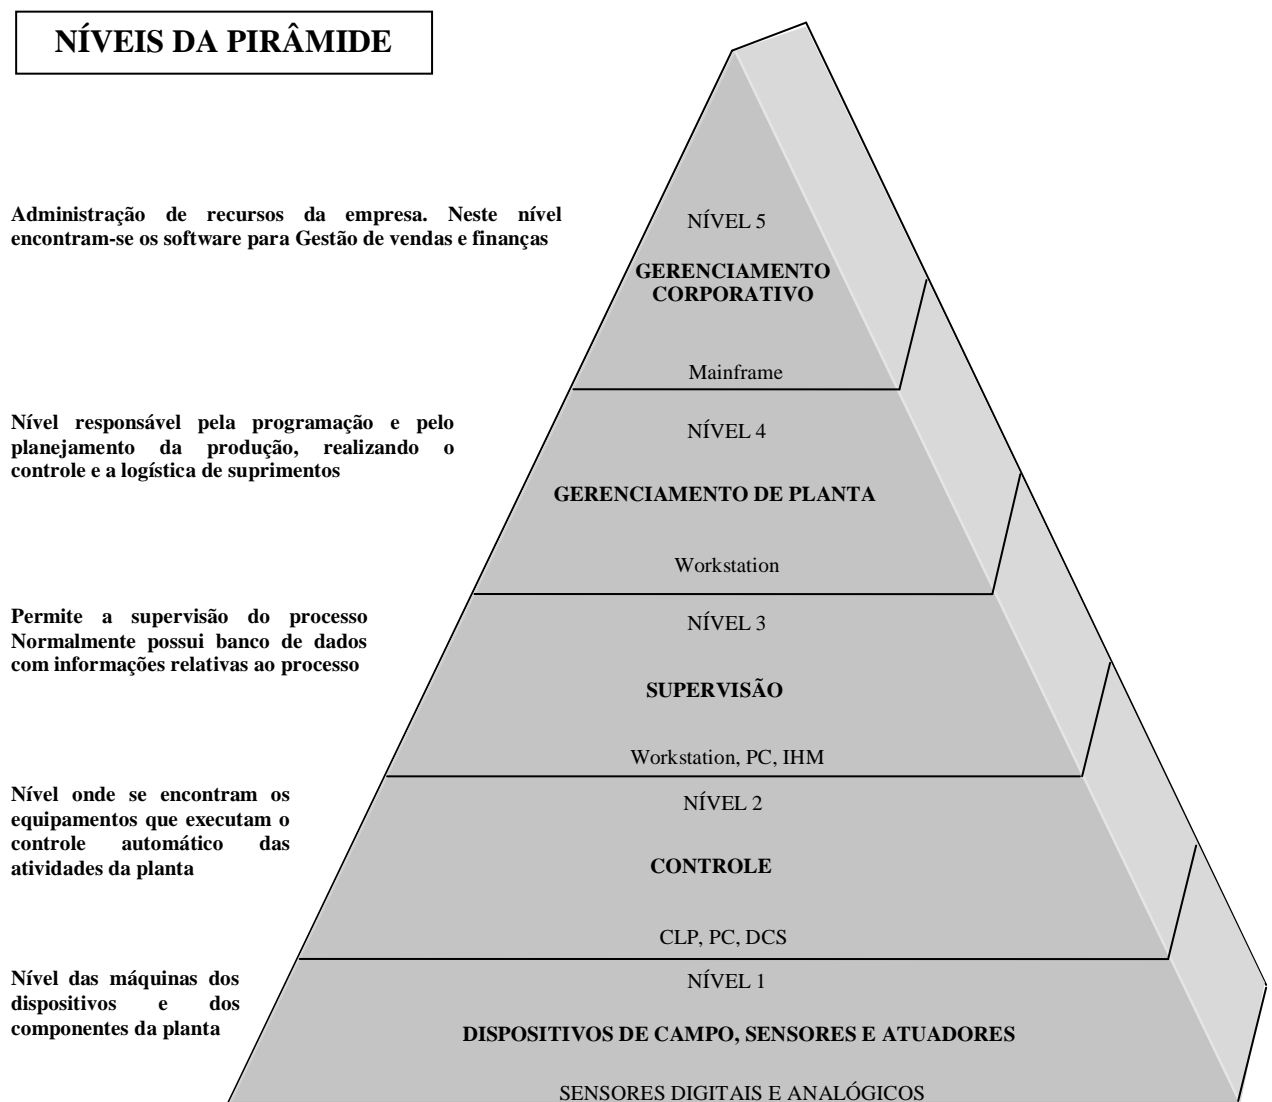 NÍVEIS DA PIRÂMIDE
Administração de recursos da empresa. Neste nível
encontram-se os software para Gestão de vendas e finanças
NÍVEL 5
GERENCIAMENTO
CORPORATIVO
Mainframe
Nível responsável pela programação e pelo
planejamento da produção, realizando o
controle e a logística de suprimentos
NÍVEL 4
GERENCIAMENTO DE PLANTA
Workstation
Permite a supervisão do processo
Normalmente possui banco de dados
com informações relativas ao processo
NÍVEL 3
SUPERVISÃO
Workstation, PC, IHM
Nível onde se encontram os
equipamentos que executam o
controle automático das
atividades da planta
NÍVEL 2
CONTROLE
CLP, PC, DCS
Nível das máquinas dos
dispositivos e dos
componentes da planta
NÍVEL 1
DISPOSITIVOS DE CAMPO, SENSORES E ATUADORES
SENSORES DIGITAIS E ANALÓGICOS